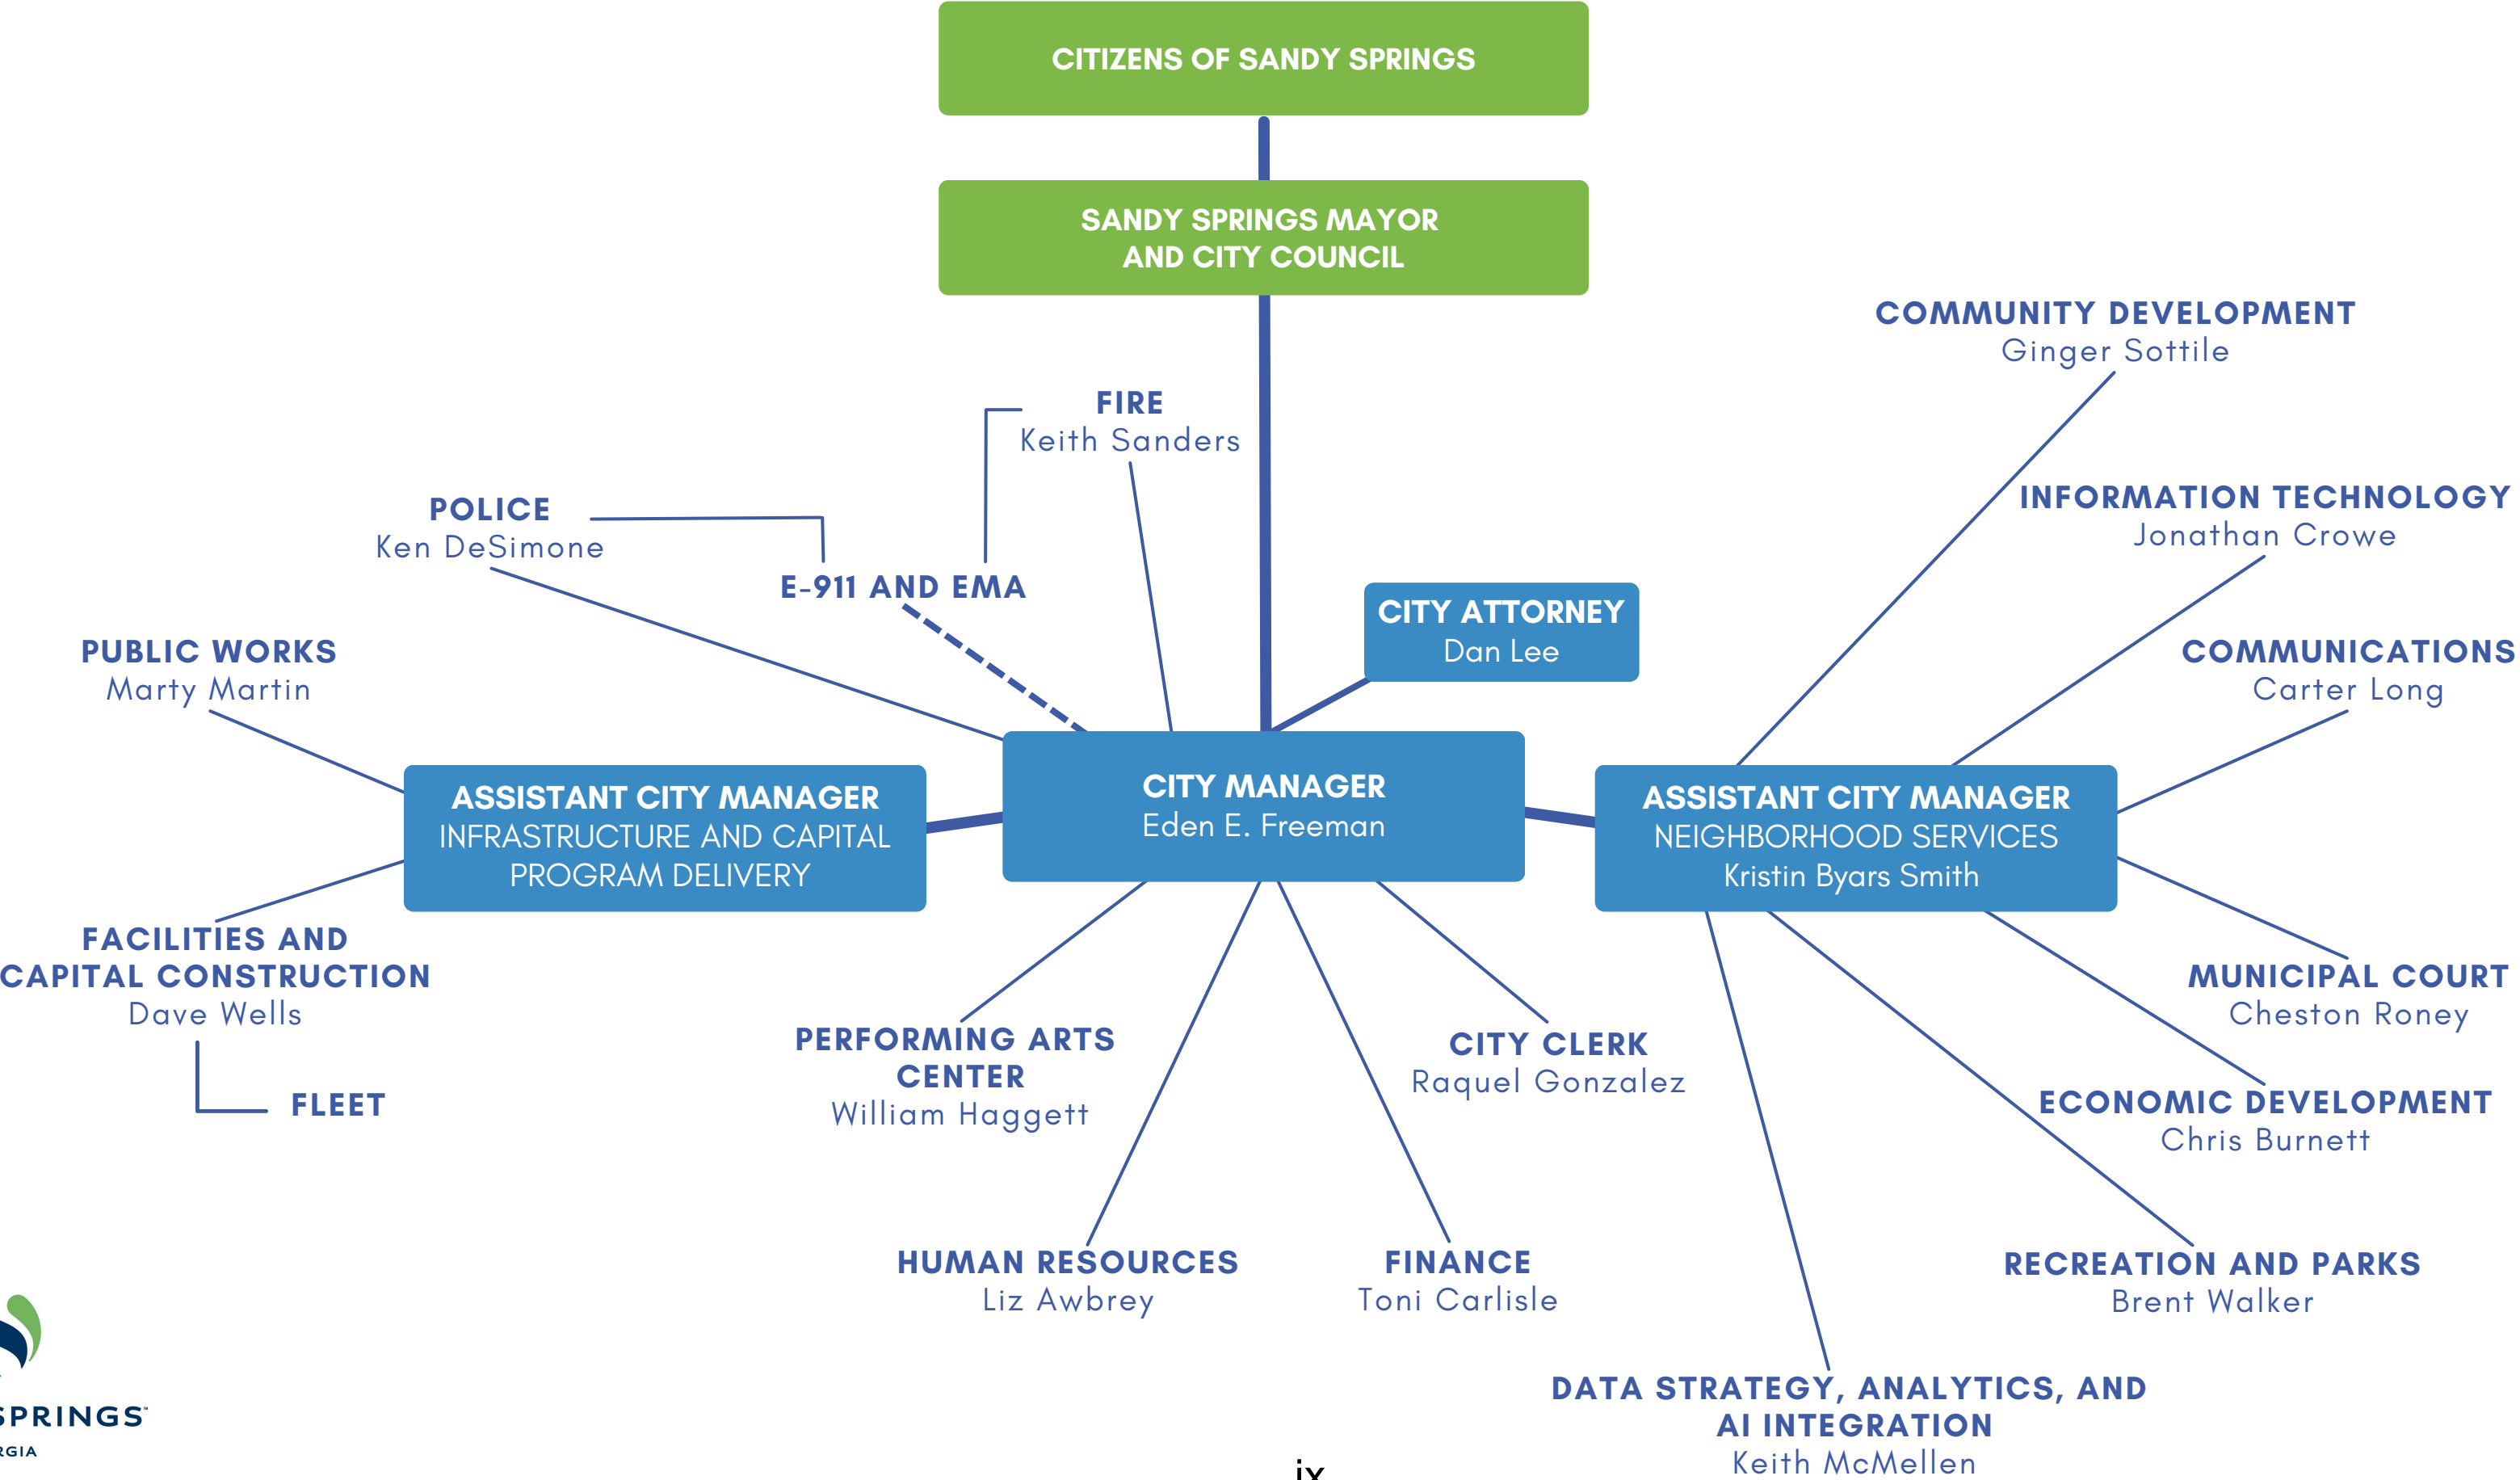 CITIZENS OF SANDY SPRINGS
SANDY SPRINGS MAYOR
AND CITY COUNCIL
COMMUNITY DEVELOPMENT
Ginger Sottile
FIRE
Keith Sanders
INFORMATION TECHNOLOGY
Jonathan Crowe
POLICE
Ken DeSimone
E-911 AND EMA
CITY ATTORNEY
Dan Lee
PUBLIC WORKS
Marty Martin
COMMUNICATIONS
Carter Long
ASSISTANT CITY MANAGER
INFRASTRUCTURE AND CAPITAL
PROGRAM DELIVERY
CITY MANAGER
Eden E. Freeman
ASSISTANT CITY MANAGER
NEIGHBORHOOD SERVICES
Kristin Byars Smith
FACILITIES AND
CAPITAL CONSTRUCTION
Dave Wells
FLEET
MUNICIPAL COURT
Cheston Roney
PERFORMING ARTS
CENTER
William Haggett
CITY CLERK
Raquel Gonzalez
ECONOMIC DEVELOPMENT
Chris Burnett
HUMAN RESOURCES
Liz Awbrey
FINANCE
Toni Carlisle
RECREATION AND PARKS
Brent Walker
DATA STRATEGY, ANALYTICS, AND
AI INTEGRATION
Keith McMellen
SPRINGS™
RGIA
ix